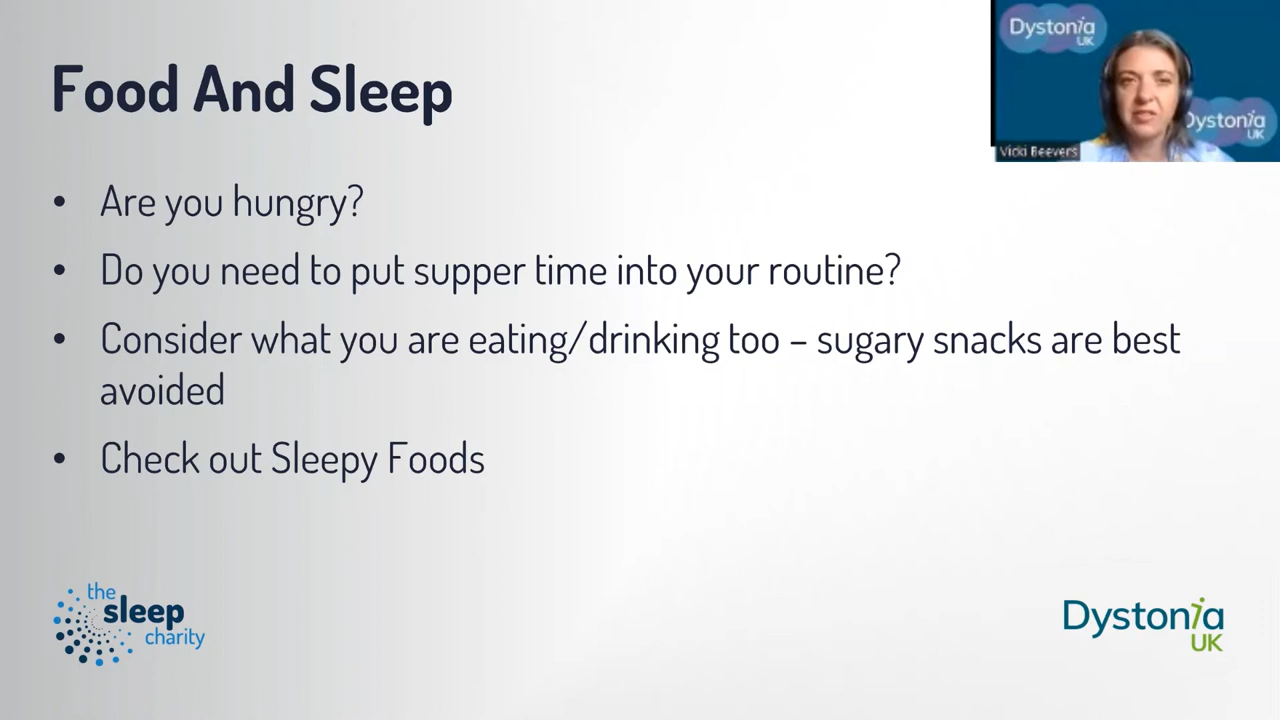 Food And Sleep
Dystonia
UK
Dystonia
UK
Vicki Beevers
• Are you hungry?
• Do you need to put supper time into your routine?
• Consider what you are eating/drinking too – sugary snacks are best
avoided
• Check out Sleepy Foods
the
sleep
charity
Dystonia
UK